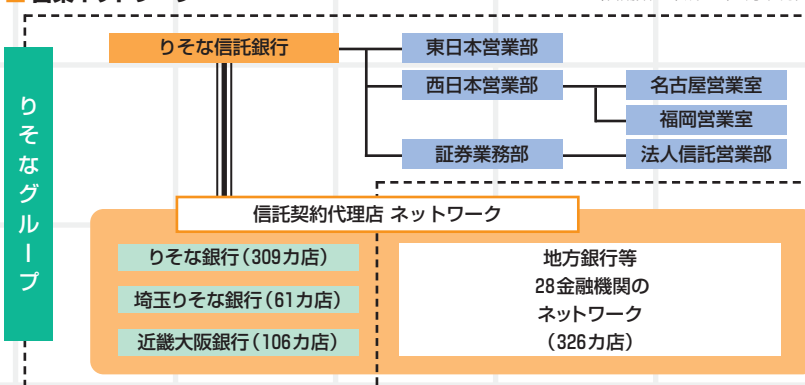 りそなグループ
りそな信託銀行
東日本営業部
西日本営業部
名古屋営業室
福岡営業室
証券業務部
法人信託営業部
信託契約代理店 ネットワーク
りそな銀行(309カ店)
埼玉りそな銀行(61カ店)
近畿大阪銀行(106カ店)
地方銀行等
28金融機関の
ネットワーク
(326カ店)